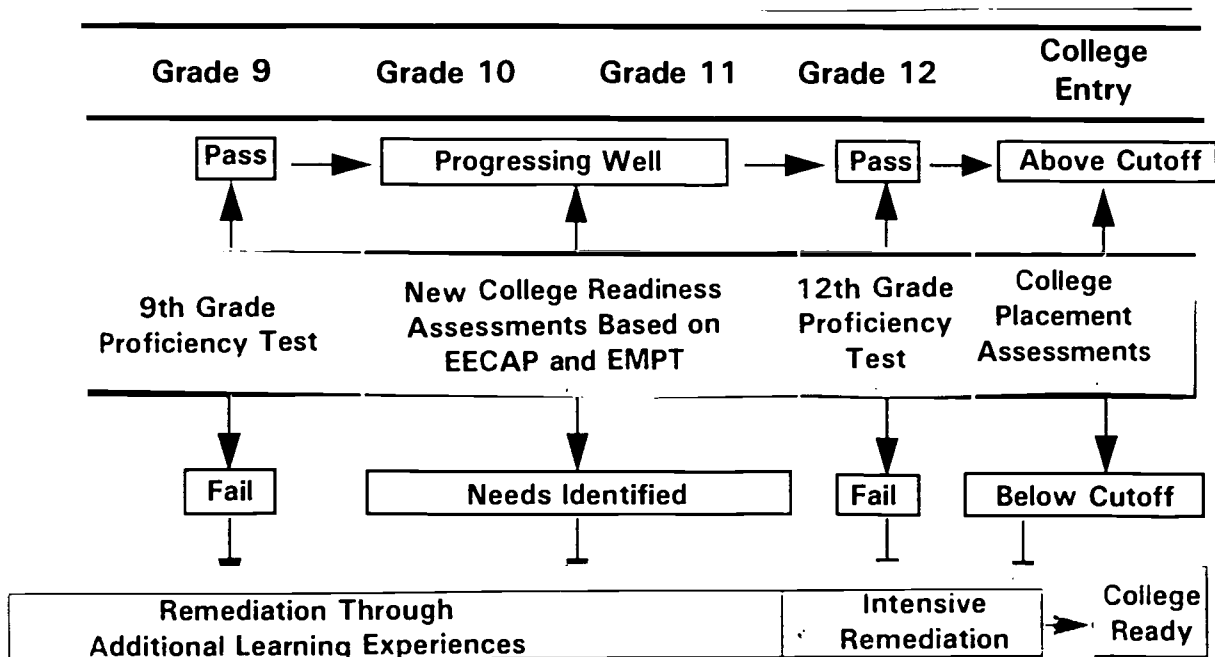 Grade 9 Grade 10 Grade 11 Grade 12 College
Entry
Pass Progressing Well Pass Above Cutoff
9th Grade
Proficiency Test
New College Readiness
Assessments Based on
EECAP and EMPT
12th Grade
Proficiency
Test
College
Placement
Assessments
Fail Needs Identified Fail Below Cutoff
Remediation Through
Additional Learning Experiences
Intensive
Remediation
College
Ready